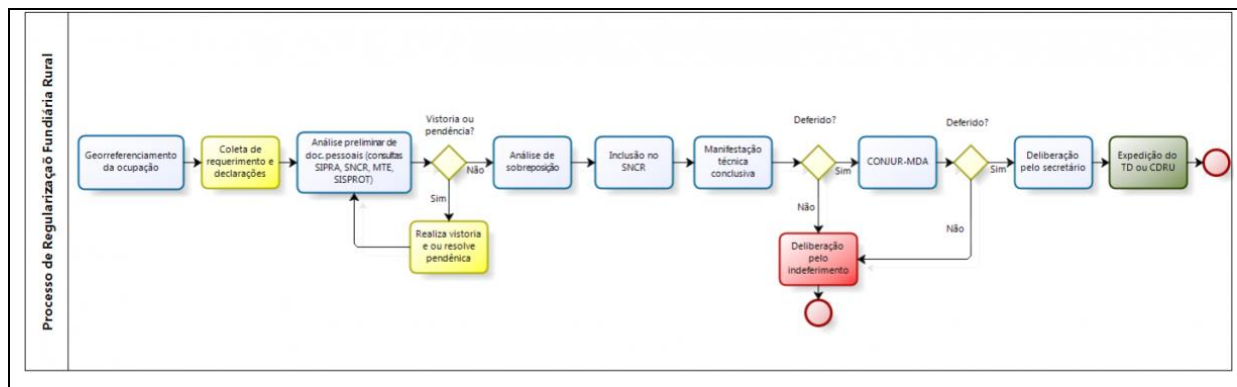 Processo de Regularizaçaõ Fundiária Rural
Georreferenciamento
da ocupação
Coleta de
requerimento e
declarações
Análise preliminar de
doc. pessoais (consultas
SIPRA, SNCR, MTE,
SISPROT)
Vistoria ou
pendência?
Não
Sim
Realiza vistoria
e ou resolve
pendênica
Análise de
sobreposição
Inclusão no
SNCR
Manifestação
técnica
conclusiva
Deferido?
Sim
Não
CONJUR-MDA
Deferido?
Sim
Não
Deliberação
pelo
indeferimento
Deliberação
pelo secretário
Expedição do
TD ou CDRU